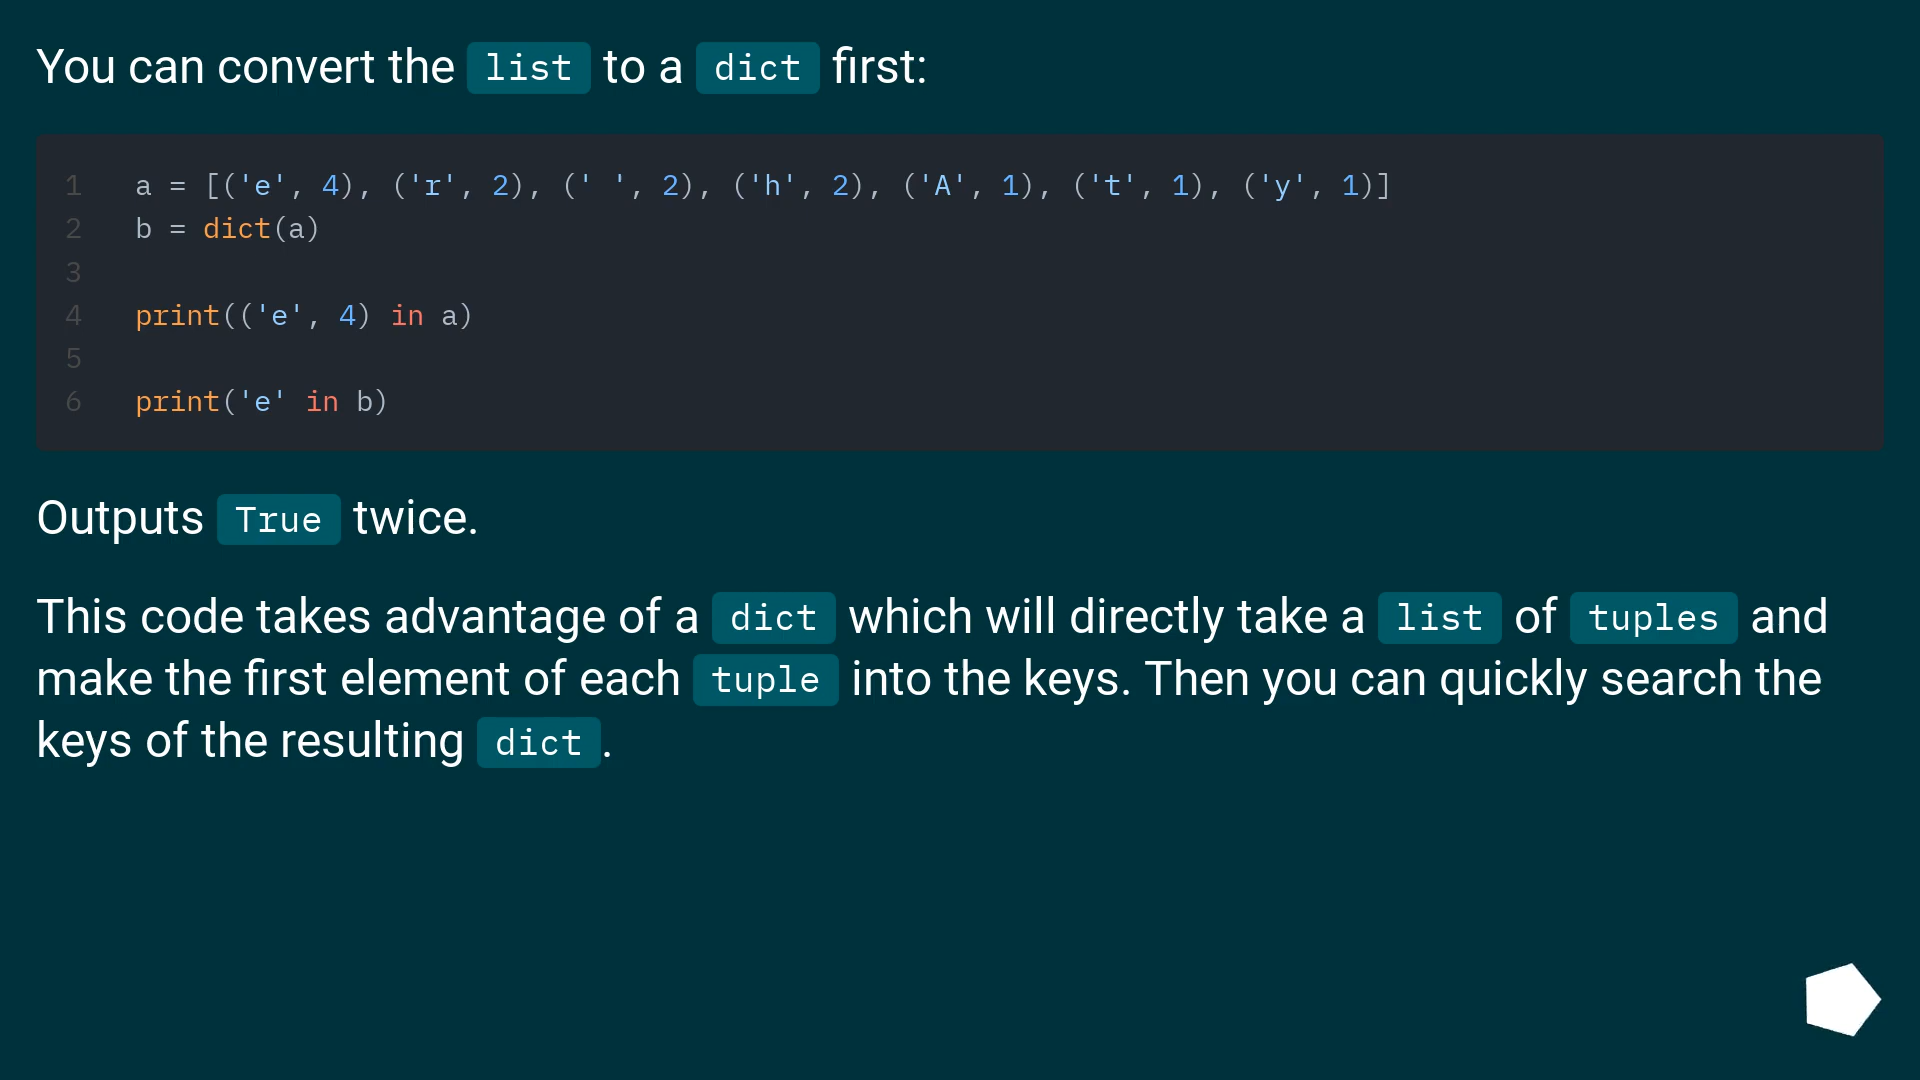 You can convert the list to a dict first:
1 a = [('e', 4), ('r', 2), (' ', 2), ('h', 2), ('A', 1), ('t', 1), ('y', 1)]
2 b = dict(a)
3
4 print(('e', 4) in a)
5
6 print('e' in b)
Outputs True twice.
This code takes advantage of a dict which will directly take a list of tuples and
make the first element of each tuple into the keys. Then you can quickly search the
keys of the resulting dict.